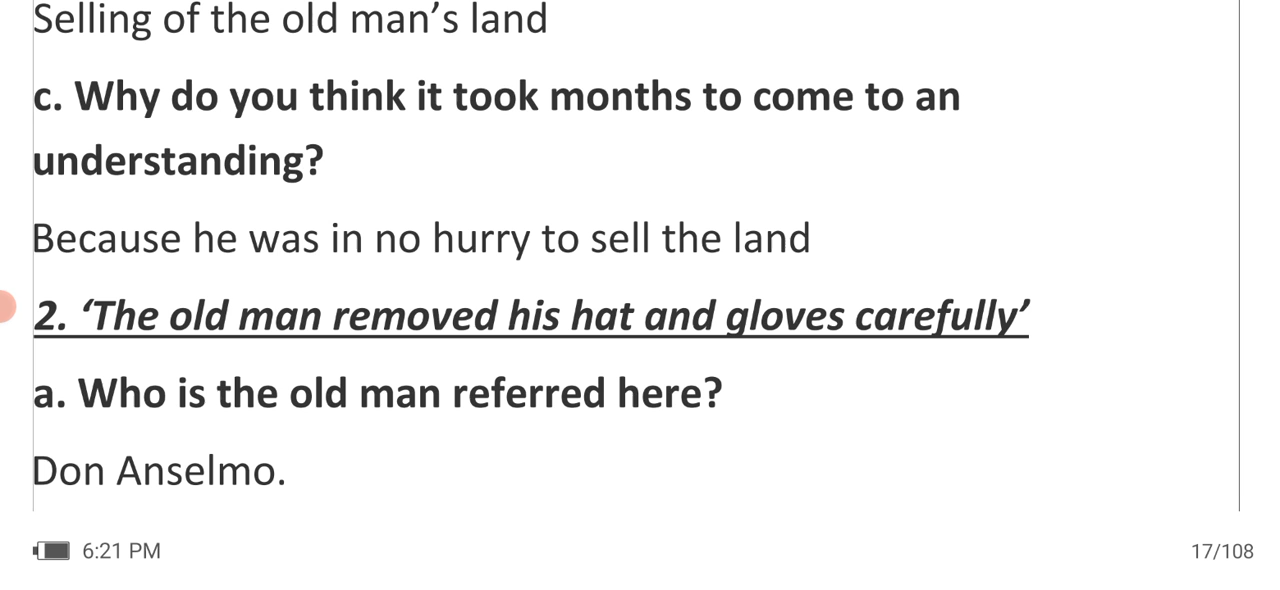 Selling of the old man’s land
c. Why do you think it took months to come to an
understanding?
Because he was in no hurry to sell the land
2. ‘The old man removed his hat and gloves carefully’
a. Who is the old man referred here?
Don Anselmo.
6:21 PM
17/108